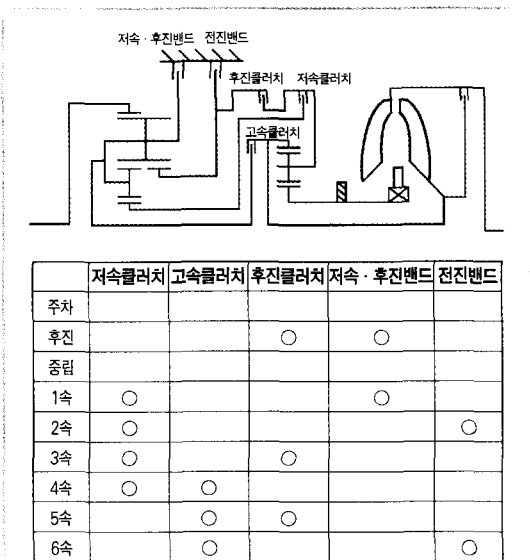 저속 · 후진밴드 전진밴드
후진클러치 저속클러치
고속클러치
저속클러치 고속클러치 후진클러치 저속 · 후진밴드 전진밴드
주차
후진 ○ ○
중립
1속 ○ ○
2속 ○ ○
3속 ○ ○
4속 ○ ○
5속 ○ ○
6속 ○ ○